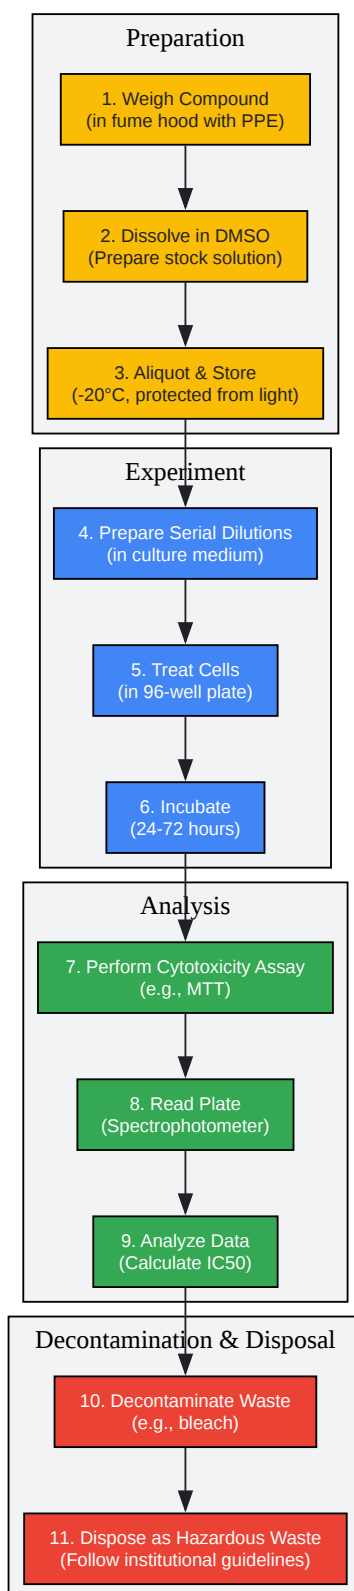 Preparation
1. Weigh Compound
(in fume hood with PPE)
2. Dissolve in DMSO
(Prepare stock solution)
3. Aliquot & Store
(-20°C, protected from light)
Experiment
4. Prepare Serial Dilutions
(in culture medium)
5. Treat Cells
(in 96-well plate)
6. Incubate
(24-72 hours)
Analysis
7. Perform Cytotoxicity Assay
(e.g., MTT)
8. Read Plate
(Spectrophotometer)
9. Analyze Data
(Calculate IC50)
Decontamination & Disposal
10. Decontaminate Waste
(e.g., bleach)
11. Dispose as Hazardous Waste
(Follow institutional guidelines)